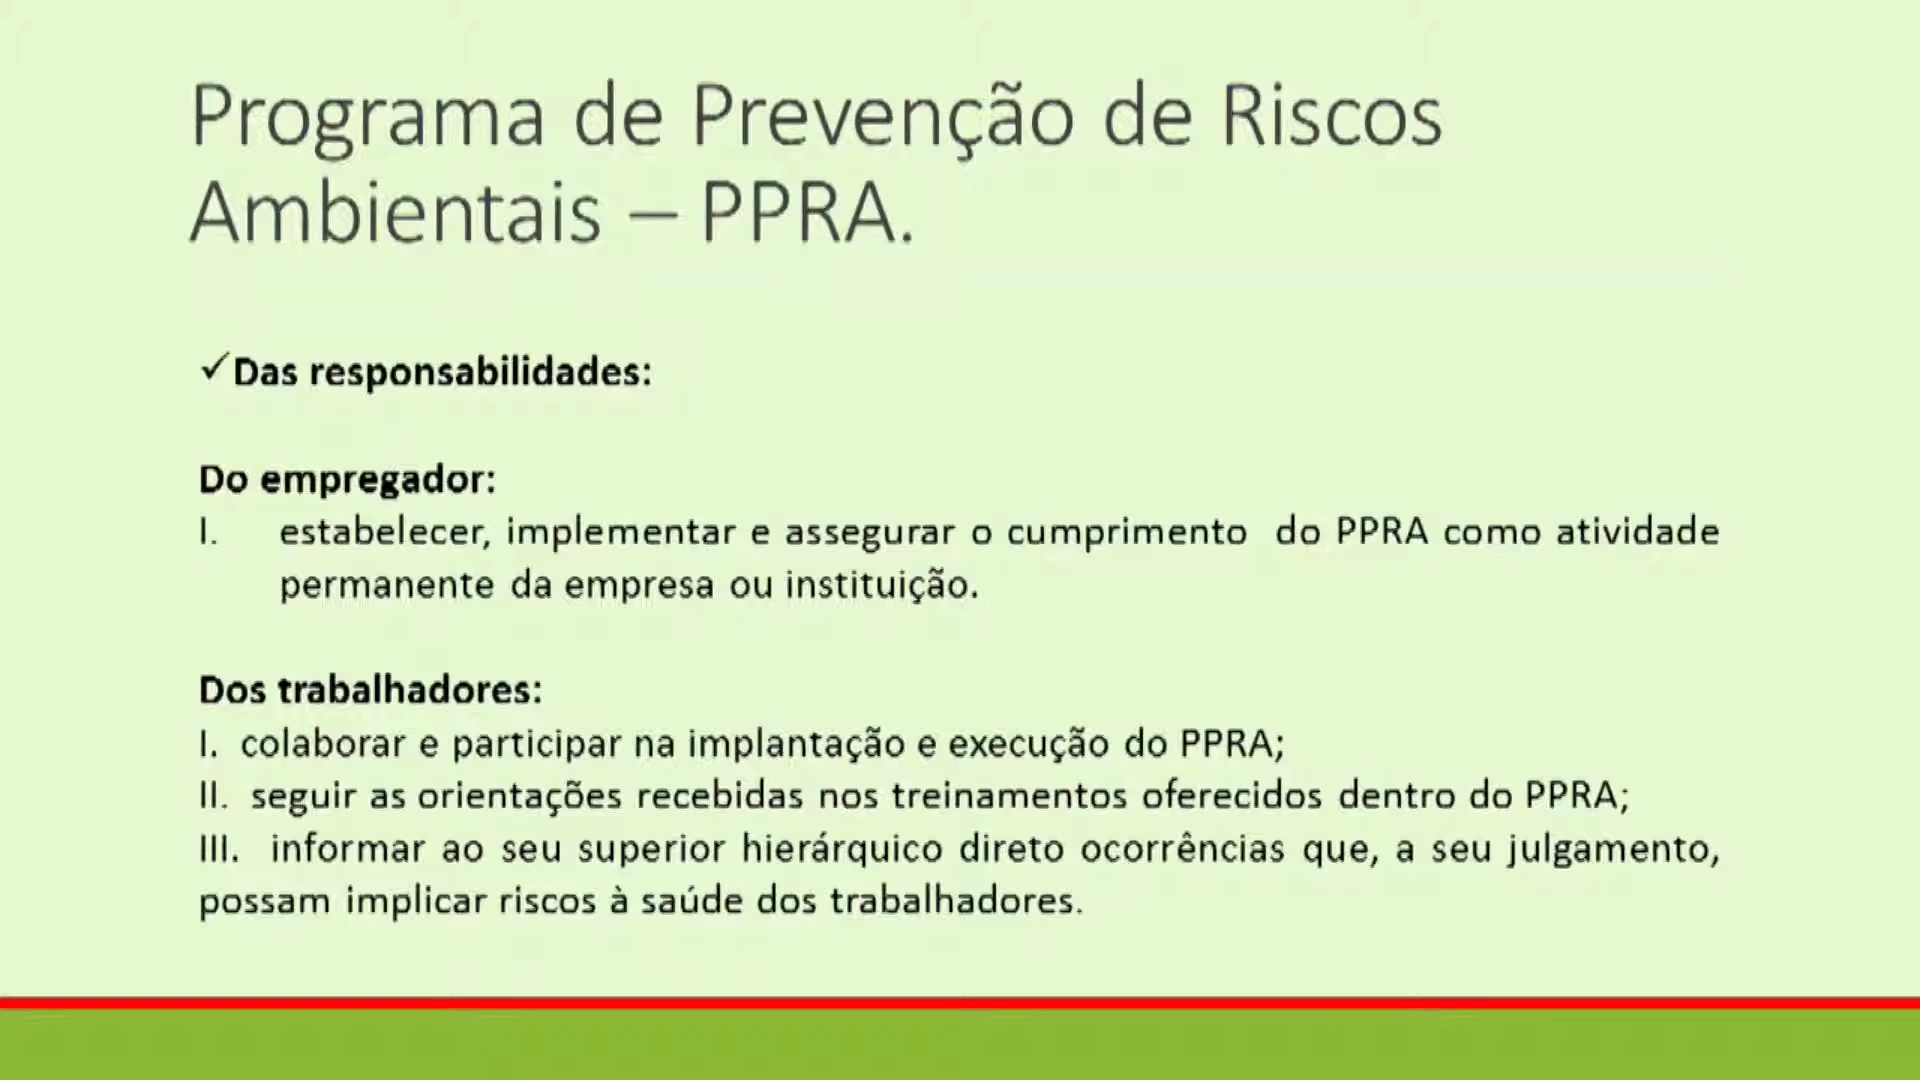 Programa de Prevenção de Riscos
Ambientais – PPRA.
✓Das responsabilidades:
Do empregador:
I. estabelecer, implementar e assegurar o cumprimento do PPRA como atividade
permanente da empresa ou instituição.
Dos trabalhadores:
I. colaborar e participar na implantação e execução do PPRA;
II. seguir as orientações recebidas nos treinamentos oferecidos dentro do PPRA;
III. informar ao seu superior hierárquico direto ocorrências que, a seu julgamento,
possam implicar riscos à saúde dos trabalhadores.